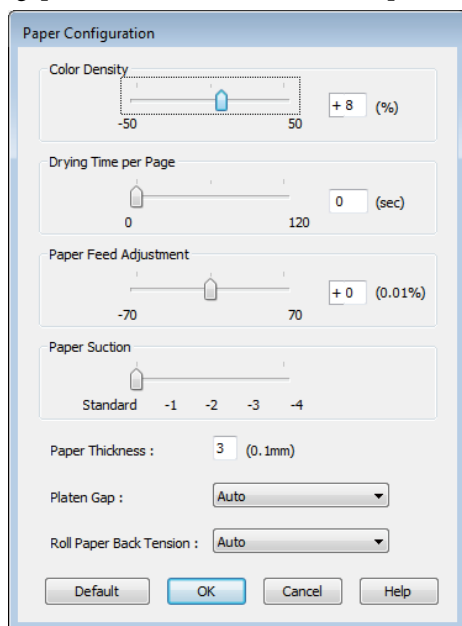 Paper Configuration
Color Density
-50 50 + 8 (%)
Drying Time per Page
0 120 0 (sec)
Paper Feed Adjustment
-70 70 + 0 (0.01%)
Paper Suction
Standard -1 -2 -3 -4
Paper Thickness : 3 (0.1mm)
Platen Gap : Auto
Roll Paper Back Tension : Auto
Default OK Cancel Help